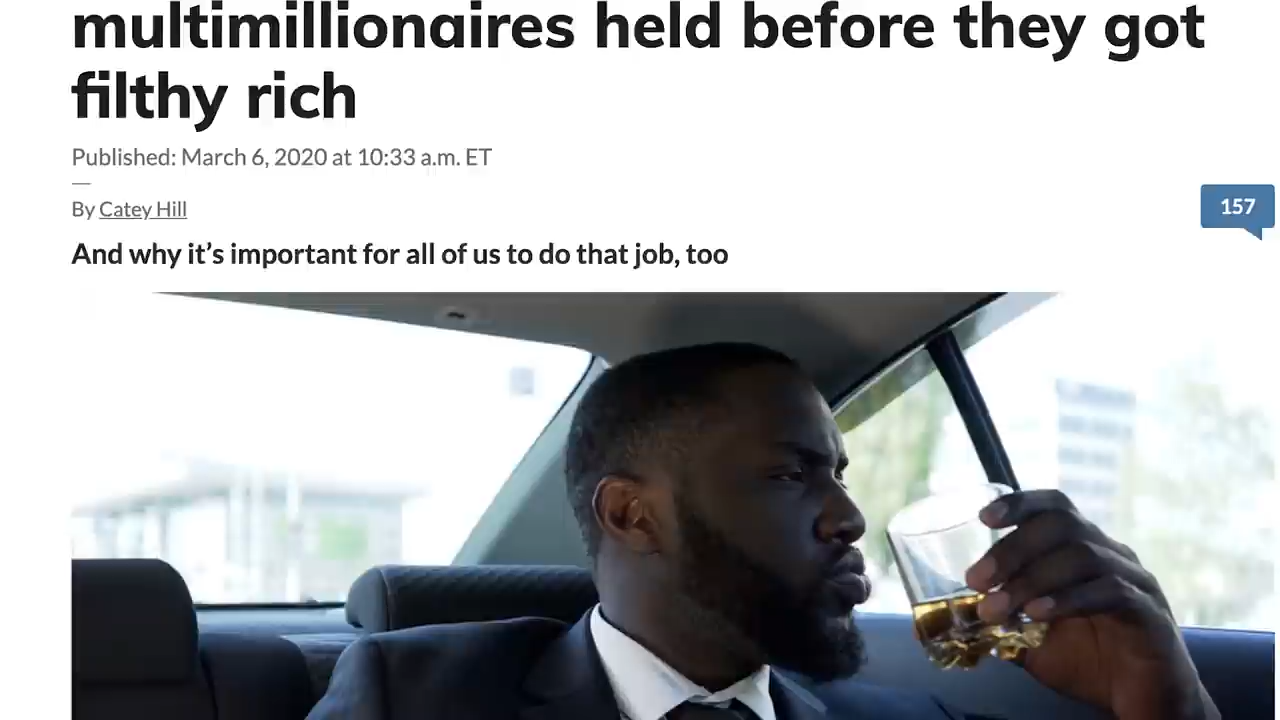 multimillionaires held before they got
filthy rich
Published: March 6, 2020 at 10:33 a.m. ET
By Catey Hill
157
And why it’s important for all of us to do that job, too